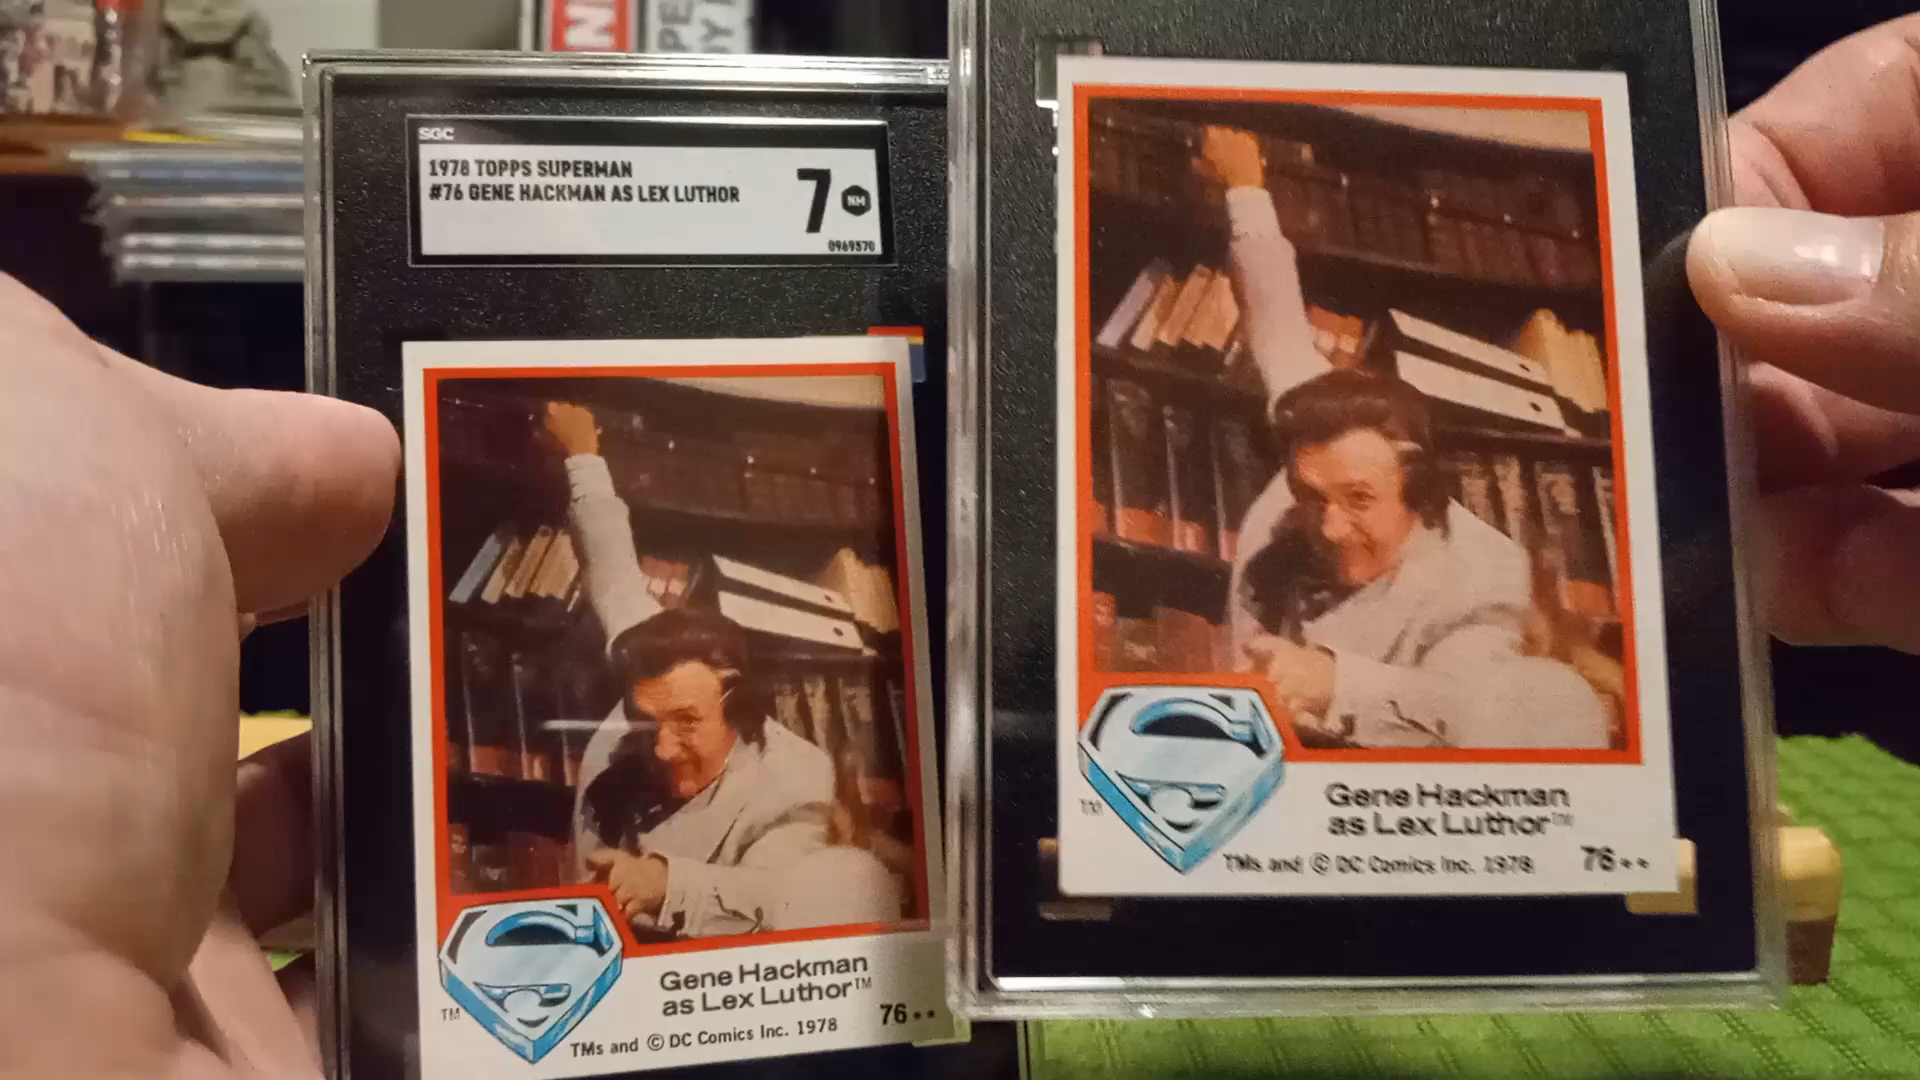 SGC
1978 TOPPS SUPERMAN
#76 GENE HACKMAN AS LEX LUTHOR
7
NM
0969570
Gene Hackman
as Lex Luthor™
TM
TMs and © DC Comics Inc. 1978
76**
Gene Hackman
as Lex Luthor™
TM
TMs and © DC Comics Inc. 1978
76**